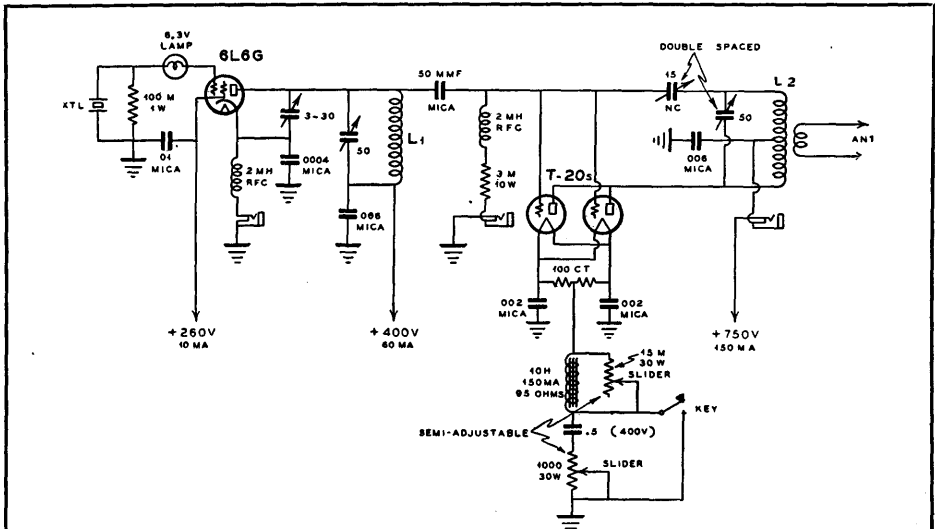 6.3V
LAMP
6L6G
XTL
100 M
1 W
.01
MICA
2 MH
RFC
3-30
.0004
MICA
50
.006
MICA
L1
50 MMF
MICA
2 MH
RFC
3 M
10W
DOUBLE SPACED
15
NC
50
L2
.006
MICA
ANT
T-20s
100 CT
.002
MICA
.002
MICA
+260V
10 MA
+400V
60 MA
+750V
150 MA
10H
150MA
95 OHMS
15 M
30 W
SLIDER
KEY
SEMI-ADJUSTABLE
.5 (400V)
1000
30W
SLIDER